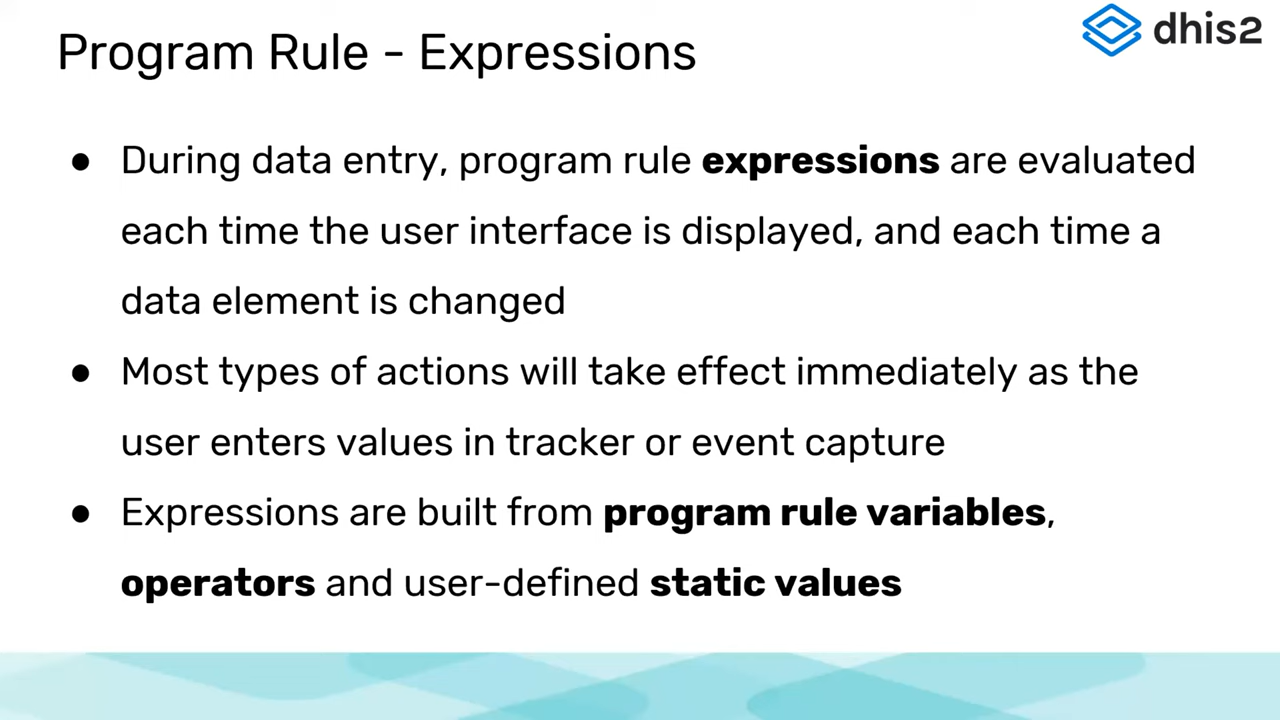 Program Rule - Expressions
dhis2
● During data entry, program rule expressions are evaluated
each time the user interface is displayed, and each time a
data element is changed
● Most types of actions will take effect immediately as the
user enters values in tracker or event capture
● Expressions are built from program rule variables,
operators and user-defined static values